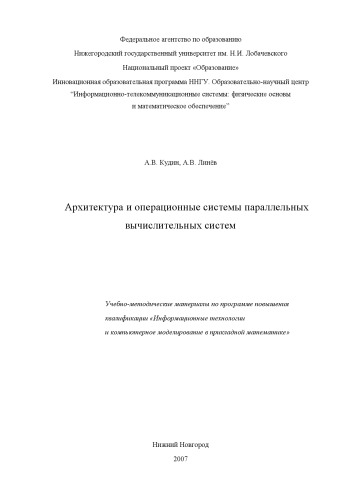 Федеральное агентство по образованию
Нижегородский государственный университет им. Н.И. Лобачевского
Национальный проект «Образование»
Инновационная образовательная программа ННГУ. Образовательно-научный центр
"Информационно-телекоммуникационные системы: физические основы
и математическое обеспечение"
А.В. Кудин, А.В. Линёв
Архитектура и операционные системы параллельных
вычислительных систем
Учебно-методические материалы по программе повышения
квалификации «Информационные технологии
и компьютерное моделирование в прикладной математике»
Нижний Новгород
2007